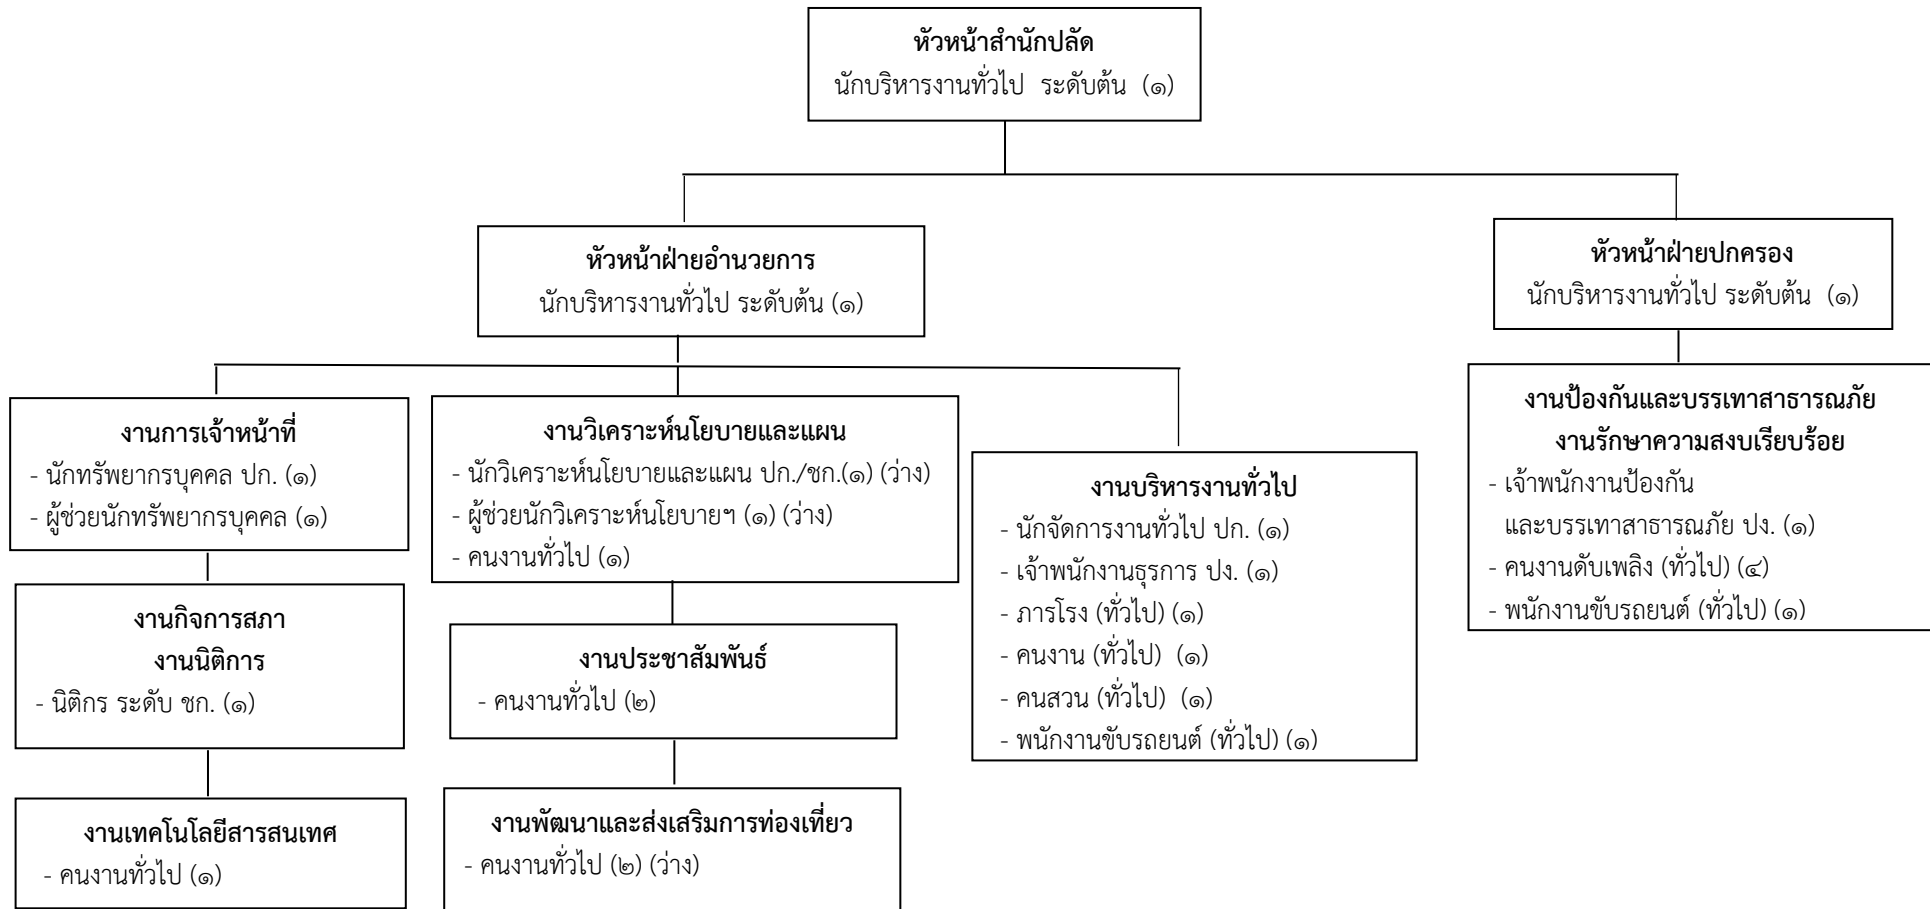 หัวหน้าสำนักปลัด
นักบริหารงานทั่วไป ระดับต้น (๑)
หัวหน้าฝ่ายอำนวยการ
นักบริหารงานทั่วไป ระดับต้น (๑)
หัวหน้าฝ่ายปกครอง
นักบริหารงานทั่วไป ระดับต้น (๑)
งานการเจ้าหน้าที่
- นักทรัพยากรบุคคล ปก. (๑)
- ผู้ช่วยนักทรัพยากรบุคคล (๑)
งานกิจการสภา
งานนิติการ
- นิติกร ระดับ ชก. (๑)
งานเทคโนโลยีสารสนเทศ
- คนงานทั่วไป (๑)
งานวิเคราะห์นโยบายและแผน
- นักวิเคราะห์นโยบายและแผน ปก./ชก.(๑) (ว่าง)
- ผู้ช่วยนักวิเคราะห์นโยบายฯ (๑) (ว่าง)
- คนงานทั่วไป (๑)
งานประชาสัมพันธ์
- คนงานทั่วไป (๒)
งานพัฒนาและส่งเสริมการท่องเที่ยว
- คนงานทั่วไป (๒) (ว่าง)
งานบริหารงานทั่วไป
- นักจัดการงานทั่วไป ปก. (๑)
- เจ้าพนักงานธุรการ ปง. (๑)
- ภารโรง (ทั่วไป) (๑)
- คนงาน (ทั่วไป) (๑)
- คนสวน (ทั่วไป) (๑)
- พนักงานขับรถยนต์ (ทั่วไป) (๑)
งานป้องกันและบรรเทาสาธารณภัย
งานรักษาความสงบเรียบร้อย
- เจ้าพนักงานป้องกัน
และบรรเทาสาธารณภัย ปง. (๑)
- คนงานดับเพลิง (ทั่วไป) (๔)
- พนักงานขับรถยนต์ (ทั่วไป) (๑)